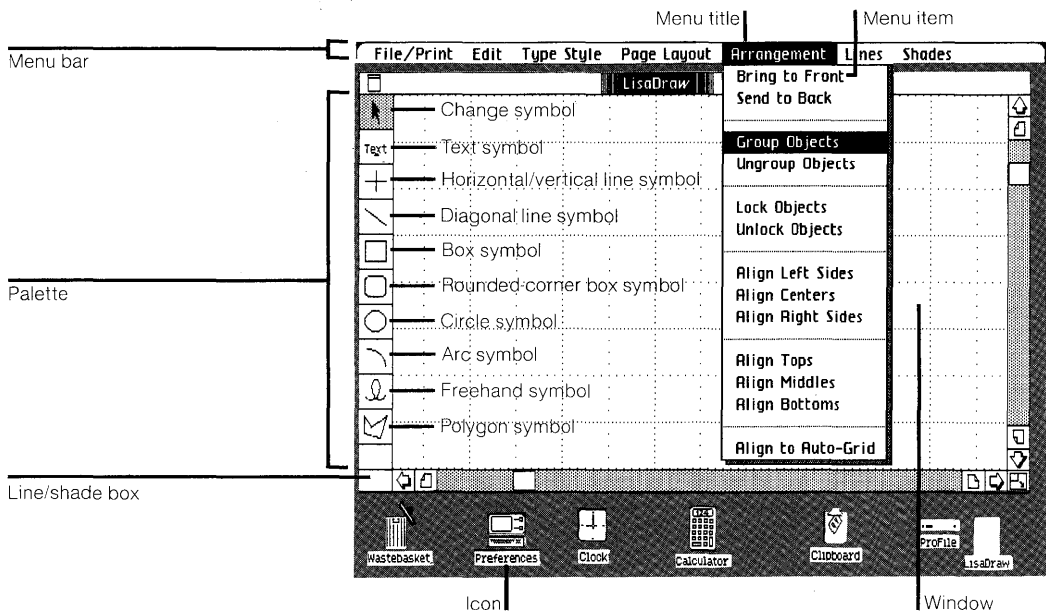 Menu title
Menu item
Menu bar
File/Print Edit Type Style Page Layout Arrangement Lines Shades
LisaDraw
Bring to Front
Send to Back
Group Objects
Ungroup Objects
Lock Objects
Unlock Objects
Align Left Sides
Align Centers
Align Right Sides
Align Tops
Align Middles
Align Bottoms
Align to Auto-Grid
Change symbol
Text
Text symbol
Horizontal/vertical line symbol
Diagonal line symbol
Box symbol
Palette
Rounded-corner box symbol
Circle symbol
Arc symbol
Freehand symbol
Polygon symbol
Line/shade box
Wastebasket
Preferences
Clock
Calculator
Clipboard
ProFile
LisaDraw
Icon
Window